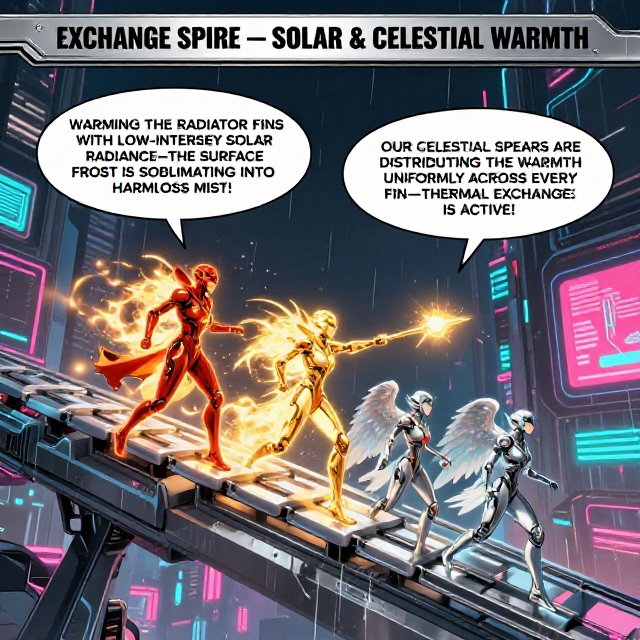 EXCHANGE SPIRE — SOLAR & CELESTIAL WARMTH
WARMING THE RADIATOR FINS
WITH LOW-INTERSEY SOLAR
RADIANCE—THE SURFACE
FROST IS SOBLIMATING INTO
HARMLOSS MIST!
OUR CELESTIAL SPEARS ARE
DISTRIBUTING THE WARMTH
UNIFORMLY ACROSS EVERY
FIN—THERMAL EXCHANGE:
IS ACTIVE!